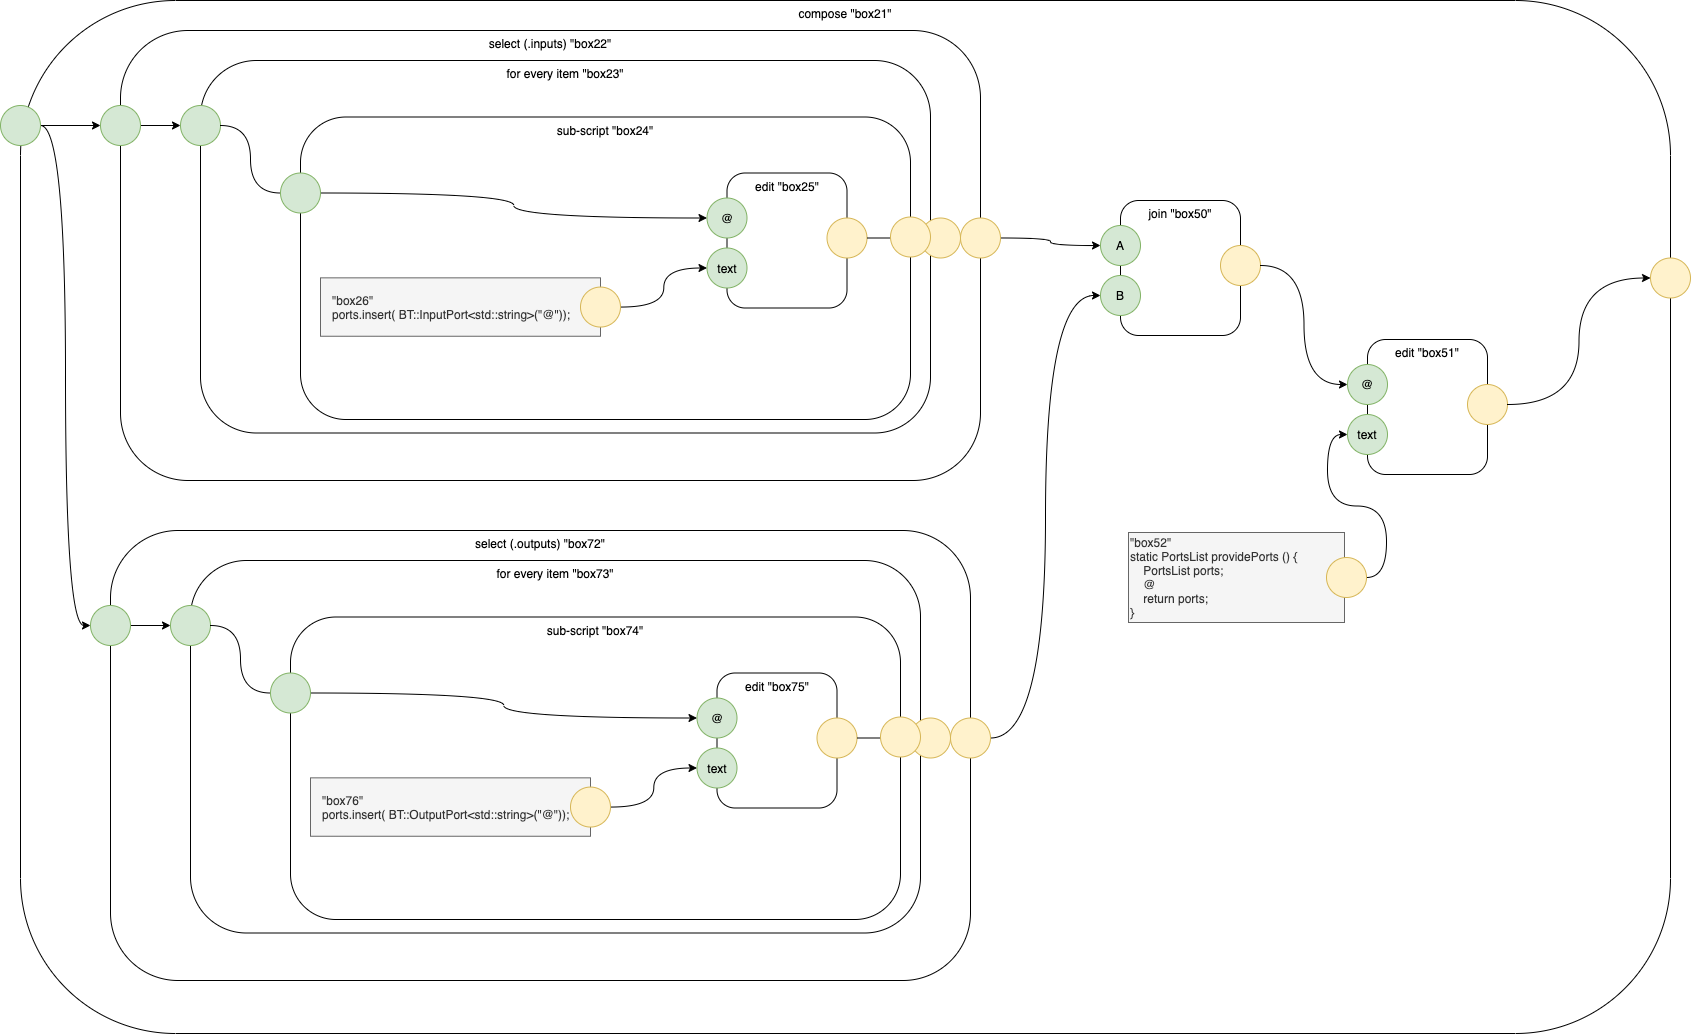 compose "box21"
select (.inputs) "box22"
for every item "box23"
sub-script "box24"
edit "box25"
@
text
"box26"
ports.insert( BT::InputPort<std::string>("@"));
join "box50"
A
B
edit "box51"
@
text
"box52"
static PortsList providePorts () {
    PortsList ports;
    @
    return ports;
}
select (.outputs) "box72"
for every item "box73"
sub-script "box74"
edit "box75"
@
text
"box76"
ports.insert( BT::OutputPort<std::string>("@"));